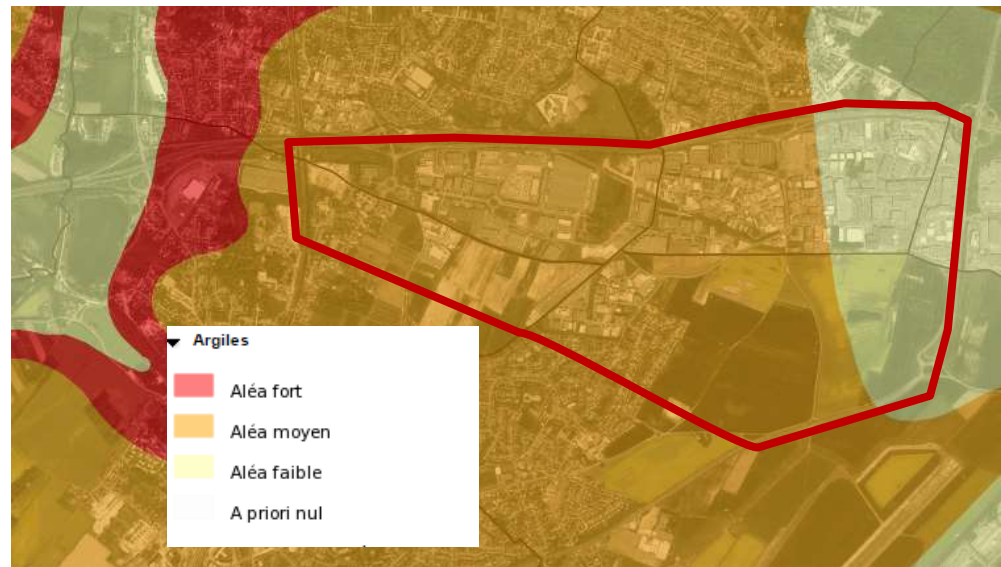 Argiles
Aléa fort
Aléa moyen
Aléa faible
A priori nul